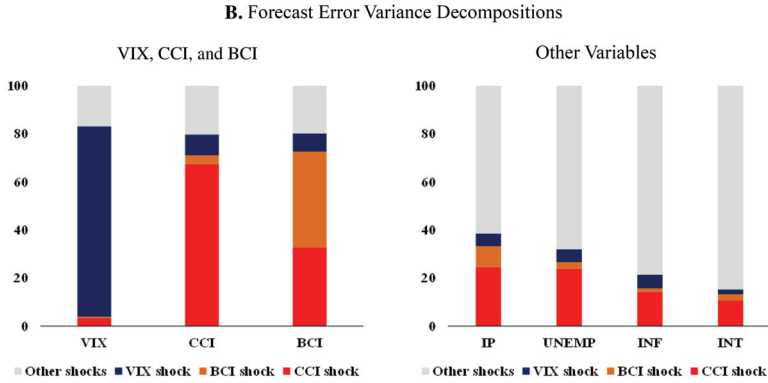 B. Forecast Error Variance Decompositions
VIX, CCI, and BCI
100
80
60
40
20
0
VIX CCI BCI
Other shocks VIX shock BCI shock CCI shock
Other Variables
100
80
60
40
20
0
IP UNEMP INF INT
Other shocks VIX shock BCI shock CCI shock